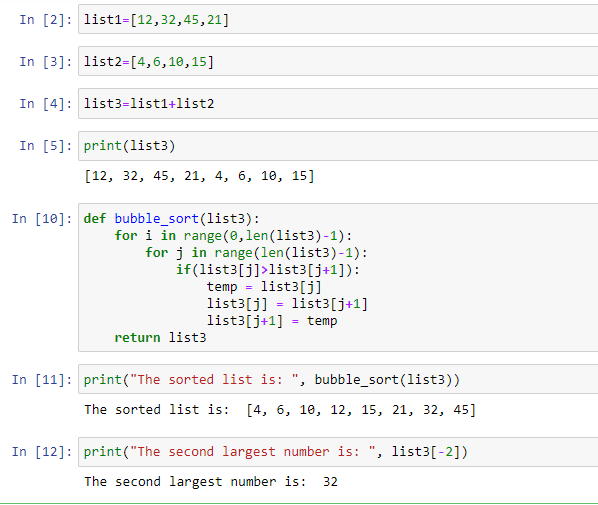 In [2]: list1=[12,32,45,21]
In [3]: list2=[4,6,10,15]
In [4]: list3=list1+list2
In [5]: print(list3)
[12, 32, 45, 21, 4, 6, 10, 15]
In [10]: def bubble_sort(list3):
    for i in range(0,len(list3)-1):
        for j in range(len(list3)-1):
            if(list3[j]>list3[j+1]):
                temp = list3[j]
                list3[j] = list3[j+1]
                list3[j+1] = temp
    return list3
In [11]: print("The sorted list is: ", bubble_sort(list3))
The sorted list is:  [4, 6, 10, 12, 15, 21, 32, 45]
In [12]: print("The second largest number is: ", list3[-2])
The second largest number is:  32